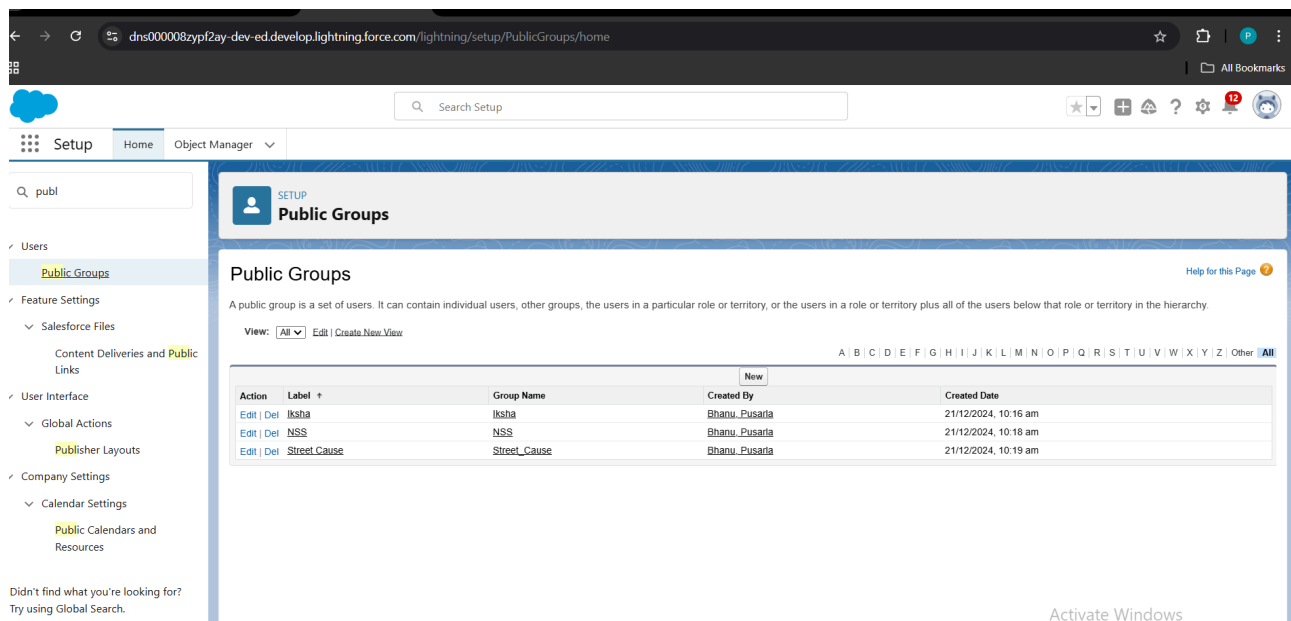 dns000008zypf2ay-dev-ed.develop.lightning.force.com/lightning/setup/PublicGroups/home
P
All Bookmarks
Search Setup
12
Setup Home Object Manager
publ
SETUP
Public Groups
Users
Public Groups
Feature Settings
Salesforce Files
Content Deliveries and Public
Links
User Interface
Global Actions
Publisher Layouts
Company Settings
Calendar Settings
Public Calendars and
Resources
Didn't find what you're looking for?
Try using Global Search.
Public Groups
Help for this Page ?
A public group is a set of users. It can contain individual users, other groups, the users in a particular role or territory, or the users in a role or territory plus all of the users below that role or territory in the hierarchy.
View: All Edit | Create New View
A | B | C | D | E | F | G | H | I | J | K | L | M | N | O | P | Q | R | S | T | U | V | W | X | Y | Z | Other All
New
Action Label ↑ Group Name Created By Created Date
Edit | Del Iksha Iksha Bhanu, Pusarla 21/12/2024, 10:16 am
Edit | Del NSS NSS Bhanu, Pusarla 21/12/2024, 10:18 am
Edit | Del Street Cause Street_Cause Bhanu, Pusarla 21/12/2024, 10:19 am
Activate Windows